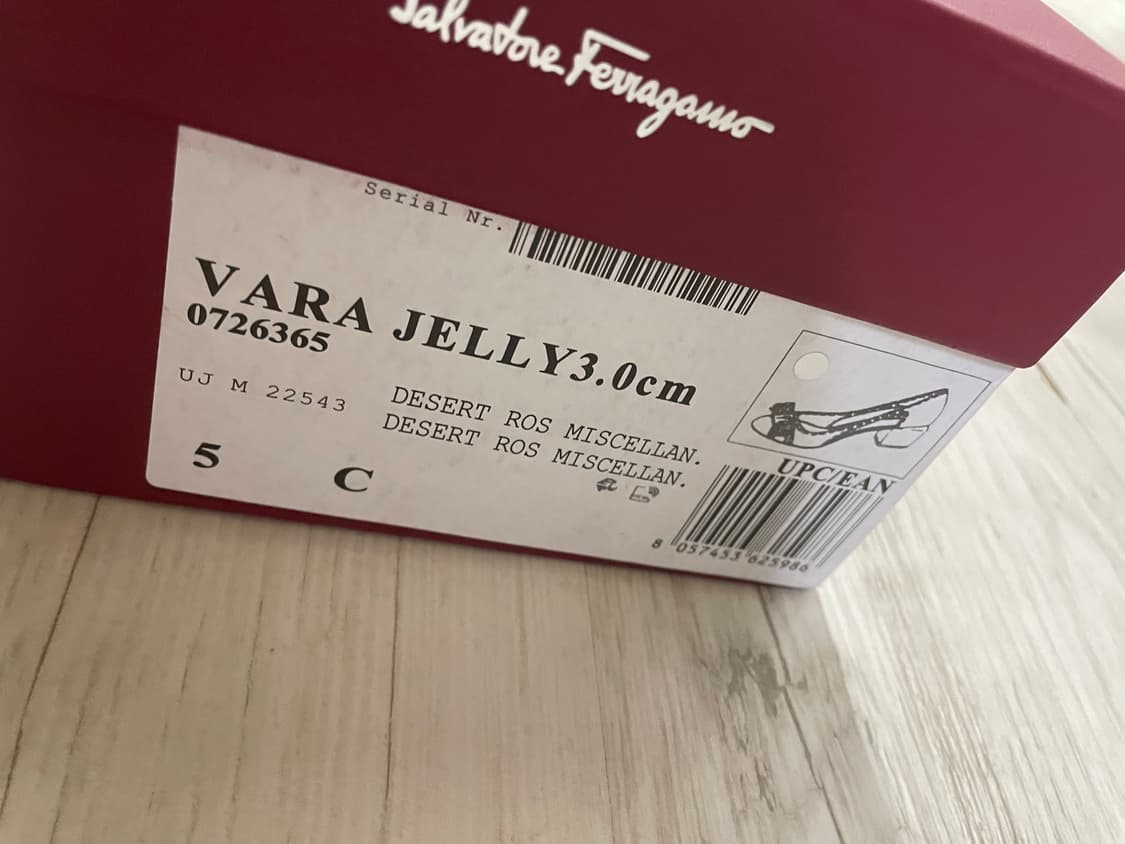 Salvatore Ferragamo
Serial Nr.
VARA JELLY3.0cm
0726365
UJ M 22543
DESERT ROS MISCELLAN.
DESERT ROS MISCELLAN.
5 C
UPC/EAN
8 057453 625986